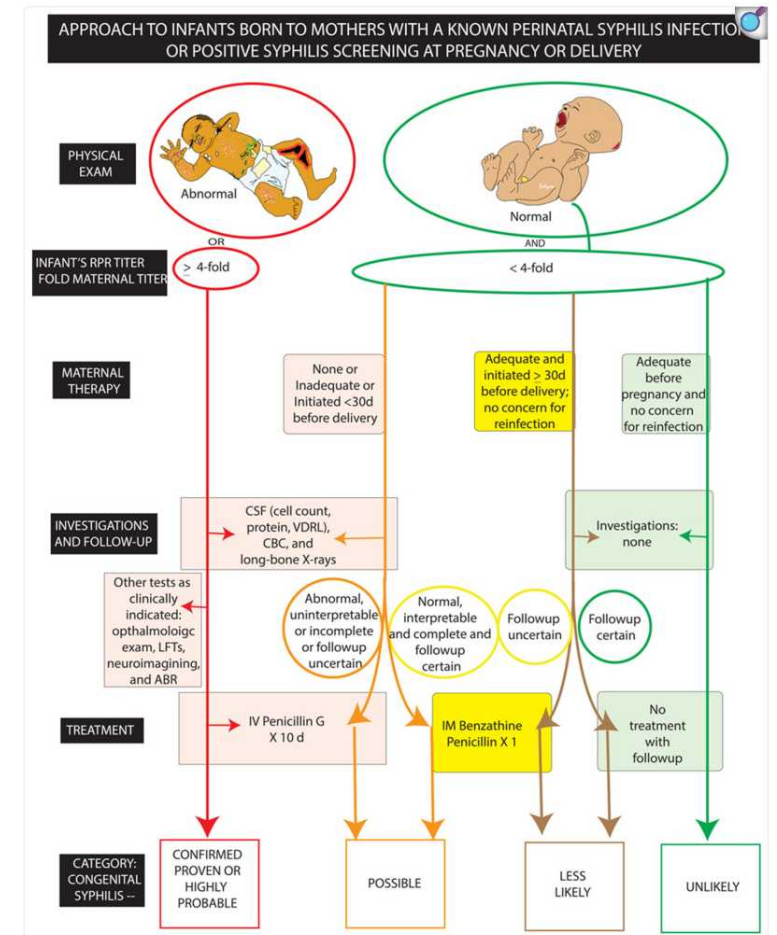 APPROACH TO INFANTS BORN TO MOTHERS WITH A KNOWN PERINATAL SYPHILIS INFECTIO
OR POSITIVE SYPHILIS SCREENING AT PREGNANCY OR DELIVERY
PHYSICAL
EXAM
Abnormal
Normal
OR
AND
INFANT'S RPR TITER
FOLD MATERNAL TITER
≥ 4-fold
< 4-fold
MATERNAL
THERAPY
None or
Inadequate or
Initiated <30d
before delivery
Adequate and
initiated ≥ 30d
before delivery;
no concern for
reinfection
Adequate
before
pregnancy and
no concern
for reinfection
INVESTIGATIONS
AND FOLLOW-UP
CSF (cell count,
protein, VDRL),
CBC, and
long-bone X-rays
Investigations:
none
Other tests as
clinically
indicated:
opthalmoloigc
exam, LFTs,
neuroimagining,
and ABR
Abnormal,
uninterpretable
or incomplete
or followup
uncertain
Normal,
interpretable
and complete and
followup
certain
Followup
uncertain
Followup
certain
TREATMENT
IV Penicillin G
X 10 d
IM Benzathine
Penicillin X 1
No
treatment
with
followup
CATEGORY:
CONGENITAL
SYPHILIS --
CONFIRMED
PROVEN OR
HIGHLY
PROBABLE
POSSIBLE
LESS
LIKELY
UNLIKELY